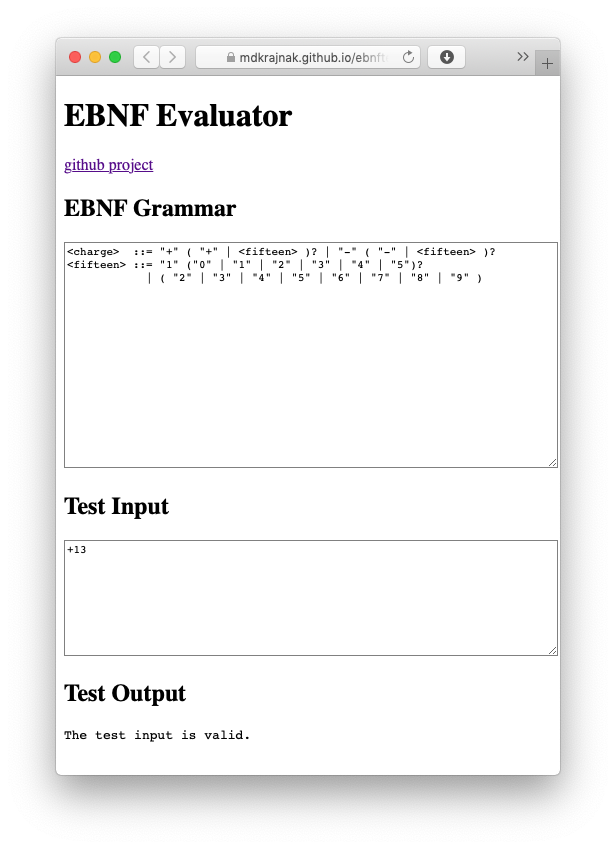 mdkrajnak.github.io/ebnft
EBNF Evaluator
github project
EBNF Grammar
<charge>  ::= "+" ( "+" | <fifteen> )? | "-" ( "-" | <fifteen> )?
<fifteen> ::= "1" ("0" | "1" | "2" | "3" | "4" | "5")?
            | ( "2" | "3" | "4" | "5" | "6" | "7" | "8" | "9" )
Test Input
+13
Test Output
The test input is valid.